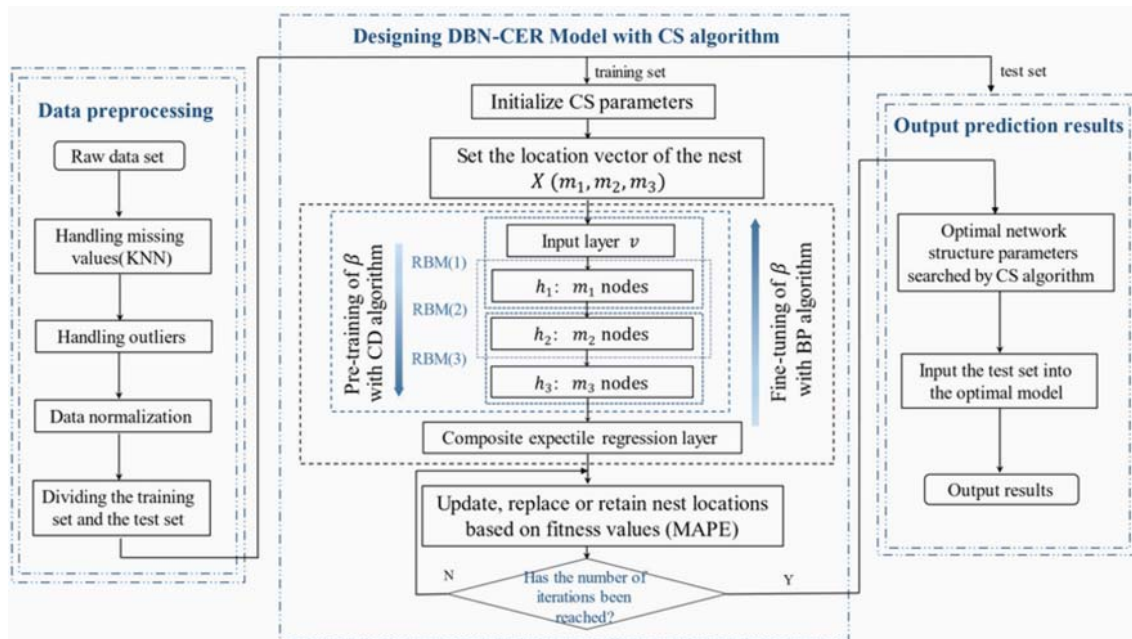 Designing DBN-CER Model with CS algorithm
training set
test set
Data preprocessing
Raw data set
Handling missing
values(KNN)
Handling outliers
Data normalization
Dividing the training
set and the test set
Initialize CS parameters
Set the location vector of the nest
X (m₁, m₂, m₃)
Pre-training of β
with CD algorithm
RBM(1)
RBM(2)
RBM(3)
Input layer v
h₁: m₁ nodes
h₂: m₂ nodes
h₃: m₃ nodes
Fine-tuning of β
with BP algorithm
Composite expectile regression layer
Update, replace or retain nest locations
based on fitness values (MAPE)
N
Has the number of
iterations been
reached?
Y
Output prediction results
Optimal network
structure parameters
searched by CS algorithm
Input the test set into
the optimal model
Output results